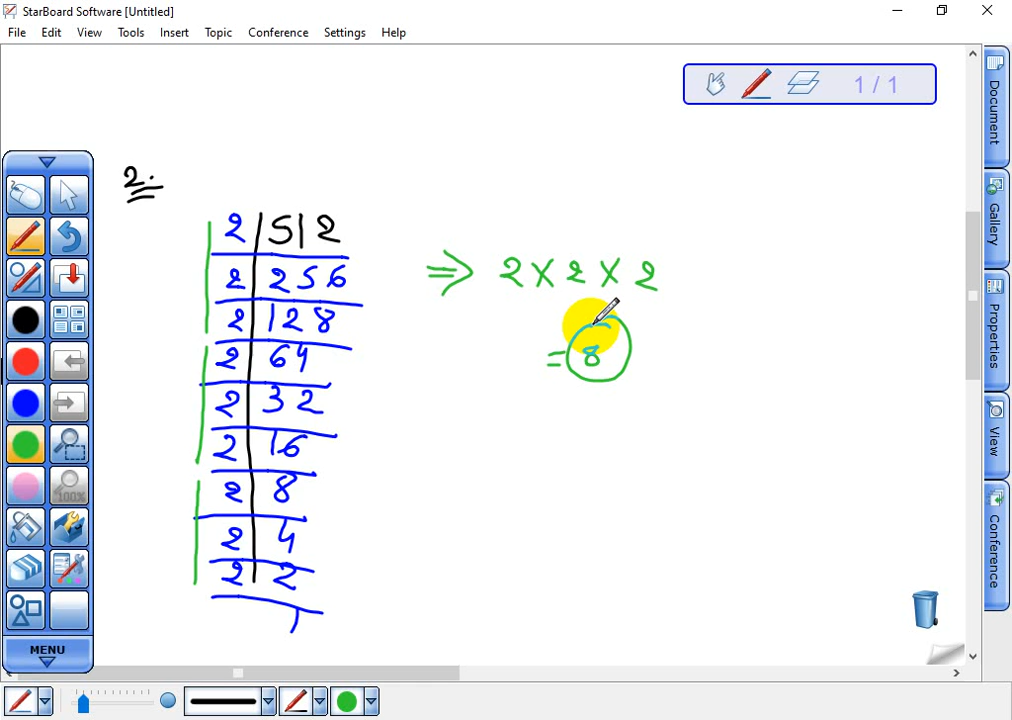 StarBoard Software [Untitled]
File Edit View Tools Insert Topic Conference Settings Help
1 / 1
Document
Gallery
Properties
View
Conference
2.
2 | 512
2 | 256
2 | 128
2 | 64
2 | 32
2 | 16
2 | 8
2 | 4
2 | 2
1
⇒ 2 × 2 × 2
= 8
100%
MENU